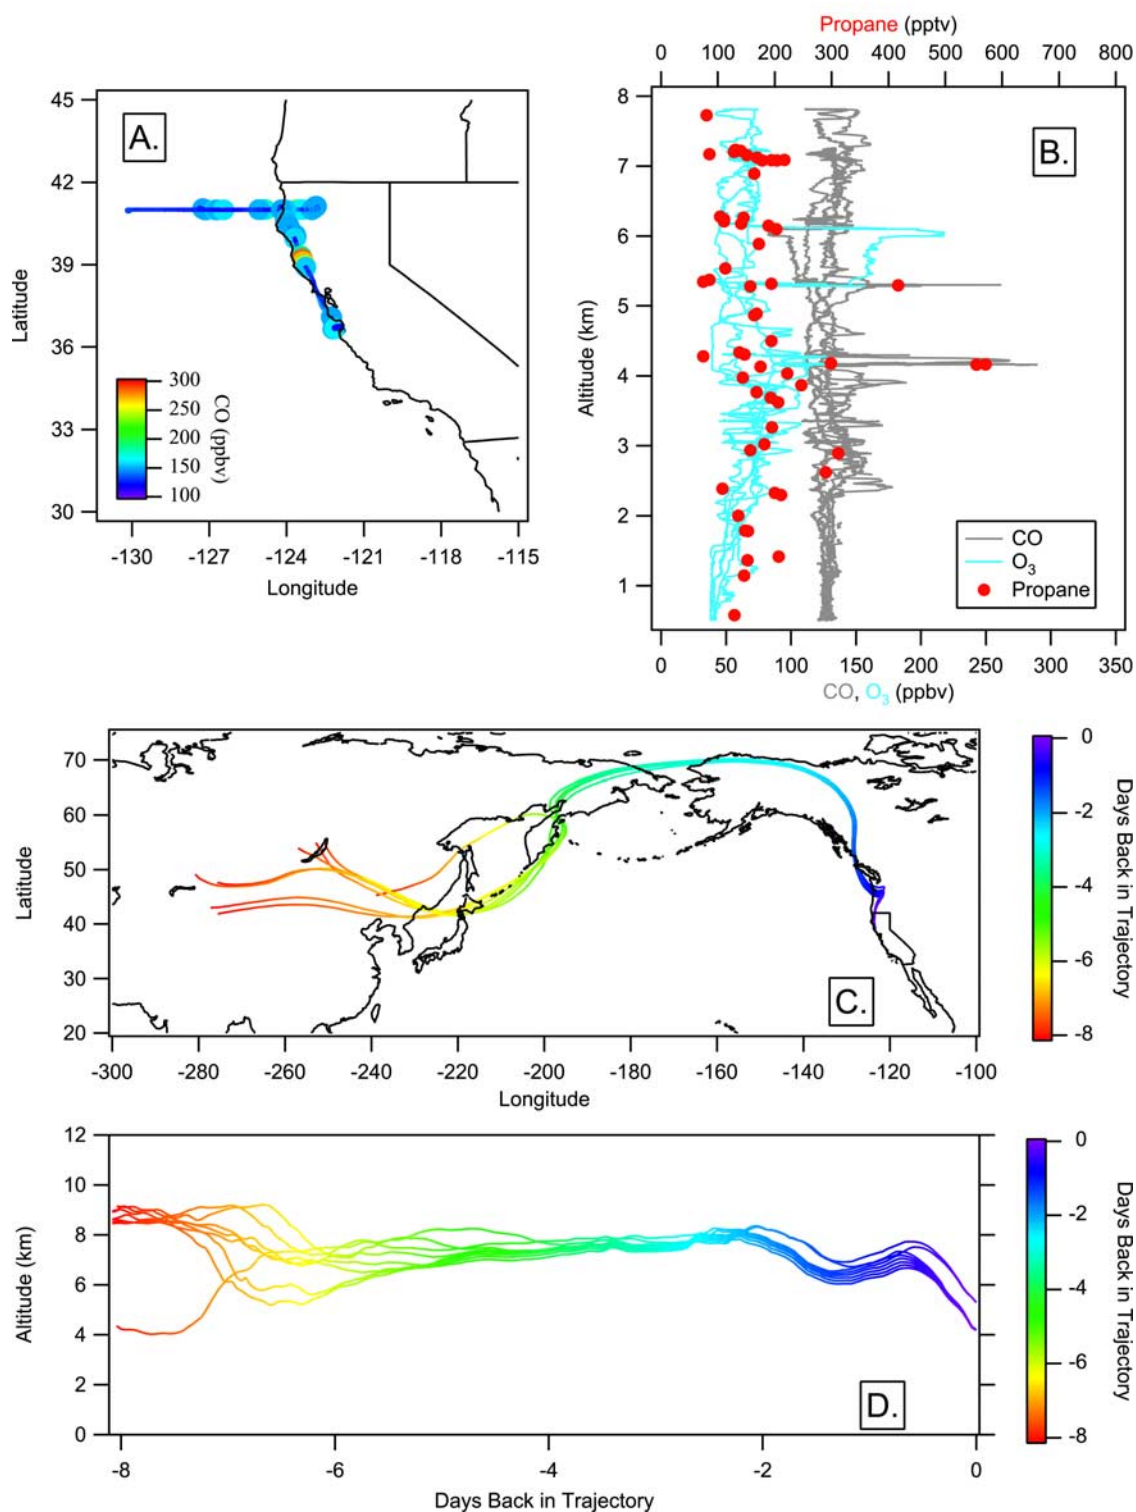 Propane (pptv)
0 100 200 300 400 500 600 700 800
A.
45
42
39
36
33
30
Latitude
300
250
200
150
100
CO (ppbv)
-130 -127 -124 -121 -118 -115
Longitude
B.
8
7
6
5
4
3
2
1
Altitude (km)
CO
O3
Propane
0 50 100 150 200 250 300 350
CO, O3 (ppbv)
70
60
50
40
30
20
Latitude
C.
-300 -280 -260 -240 -220 -200 -180 -160 -140 -120 -100
Longitude
0
-2
-4
-6
-8
Days Back in Trajectory
12
10
8
6
4
2
0
Altitude (km)
D.
-8 -6 -4 -2 0
Days Back in Trajectory
0
-2
-4
-6
-8
Days Back in Trajectory